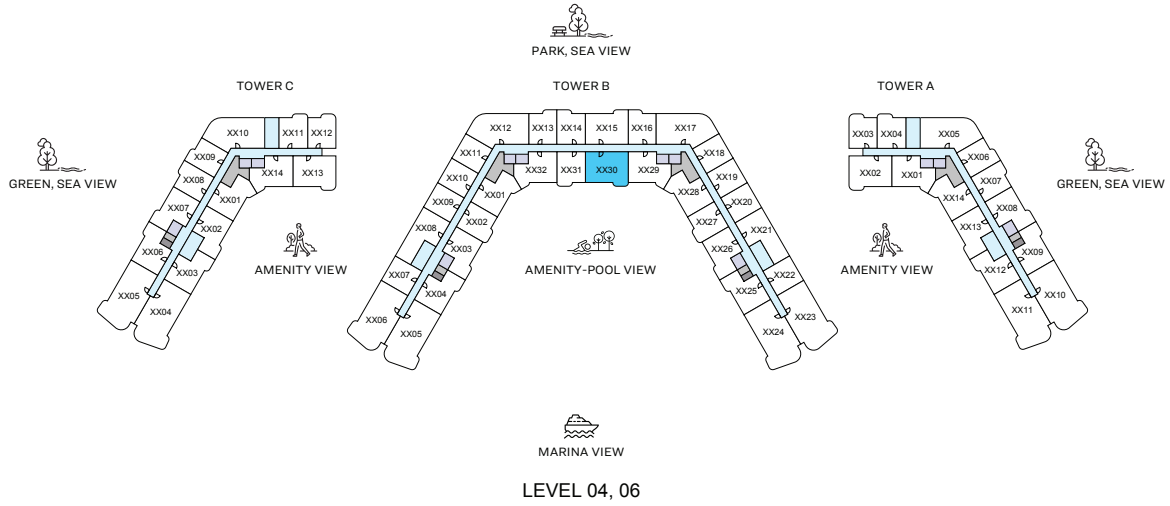 PARK, SEA VIEW
TOWER C
TOWER B
TOWER A
GREEN, SEA VIEW
GREEN, SEA VIEW
XX10
XX11
XX12
XX09
XX14
XX13
XX08
XX01
XX07
XX02
XX06
XX03
XX05
XX04
AMENITY VIEW
XX12
XX13
XX14
XX15
XX16
XX17
XX11
XX32
XX31
XX30
XX29
XX18
XX10
XX01
XX28
XX19
XX09
XX02
XX27
XX20
XX08
XX03
XX26
XX21
XX07
XX04
XX25
XX22
XX06
XX05
XX24
XX23
AMENITY-POOL VIEW
XX03
XX04
XX05
XX02
XX01
XX06
XX14
XX07
XX13
XX08
XX12
XX09
XX11
XX10
AMENITY VIEW
MARINA VIEW
LEVEL 04, 06